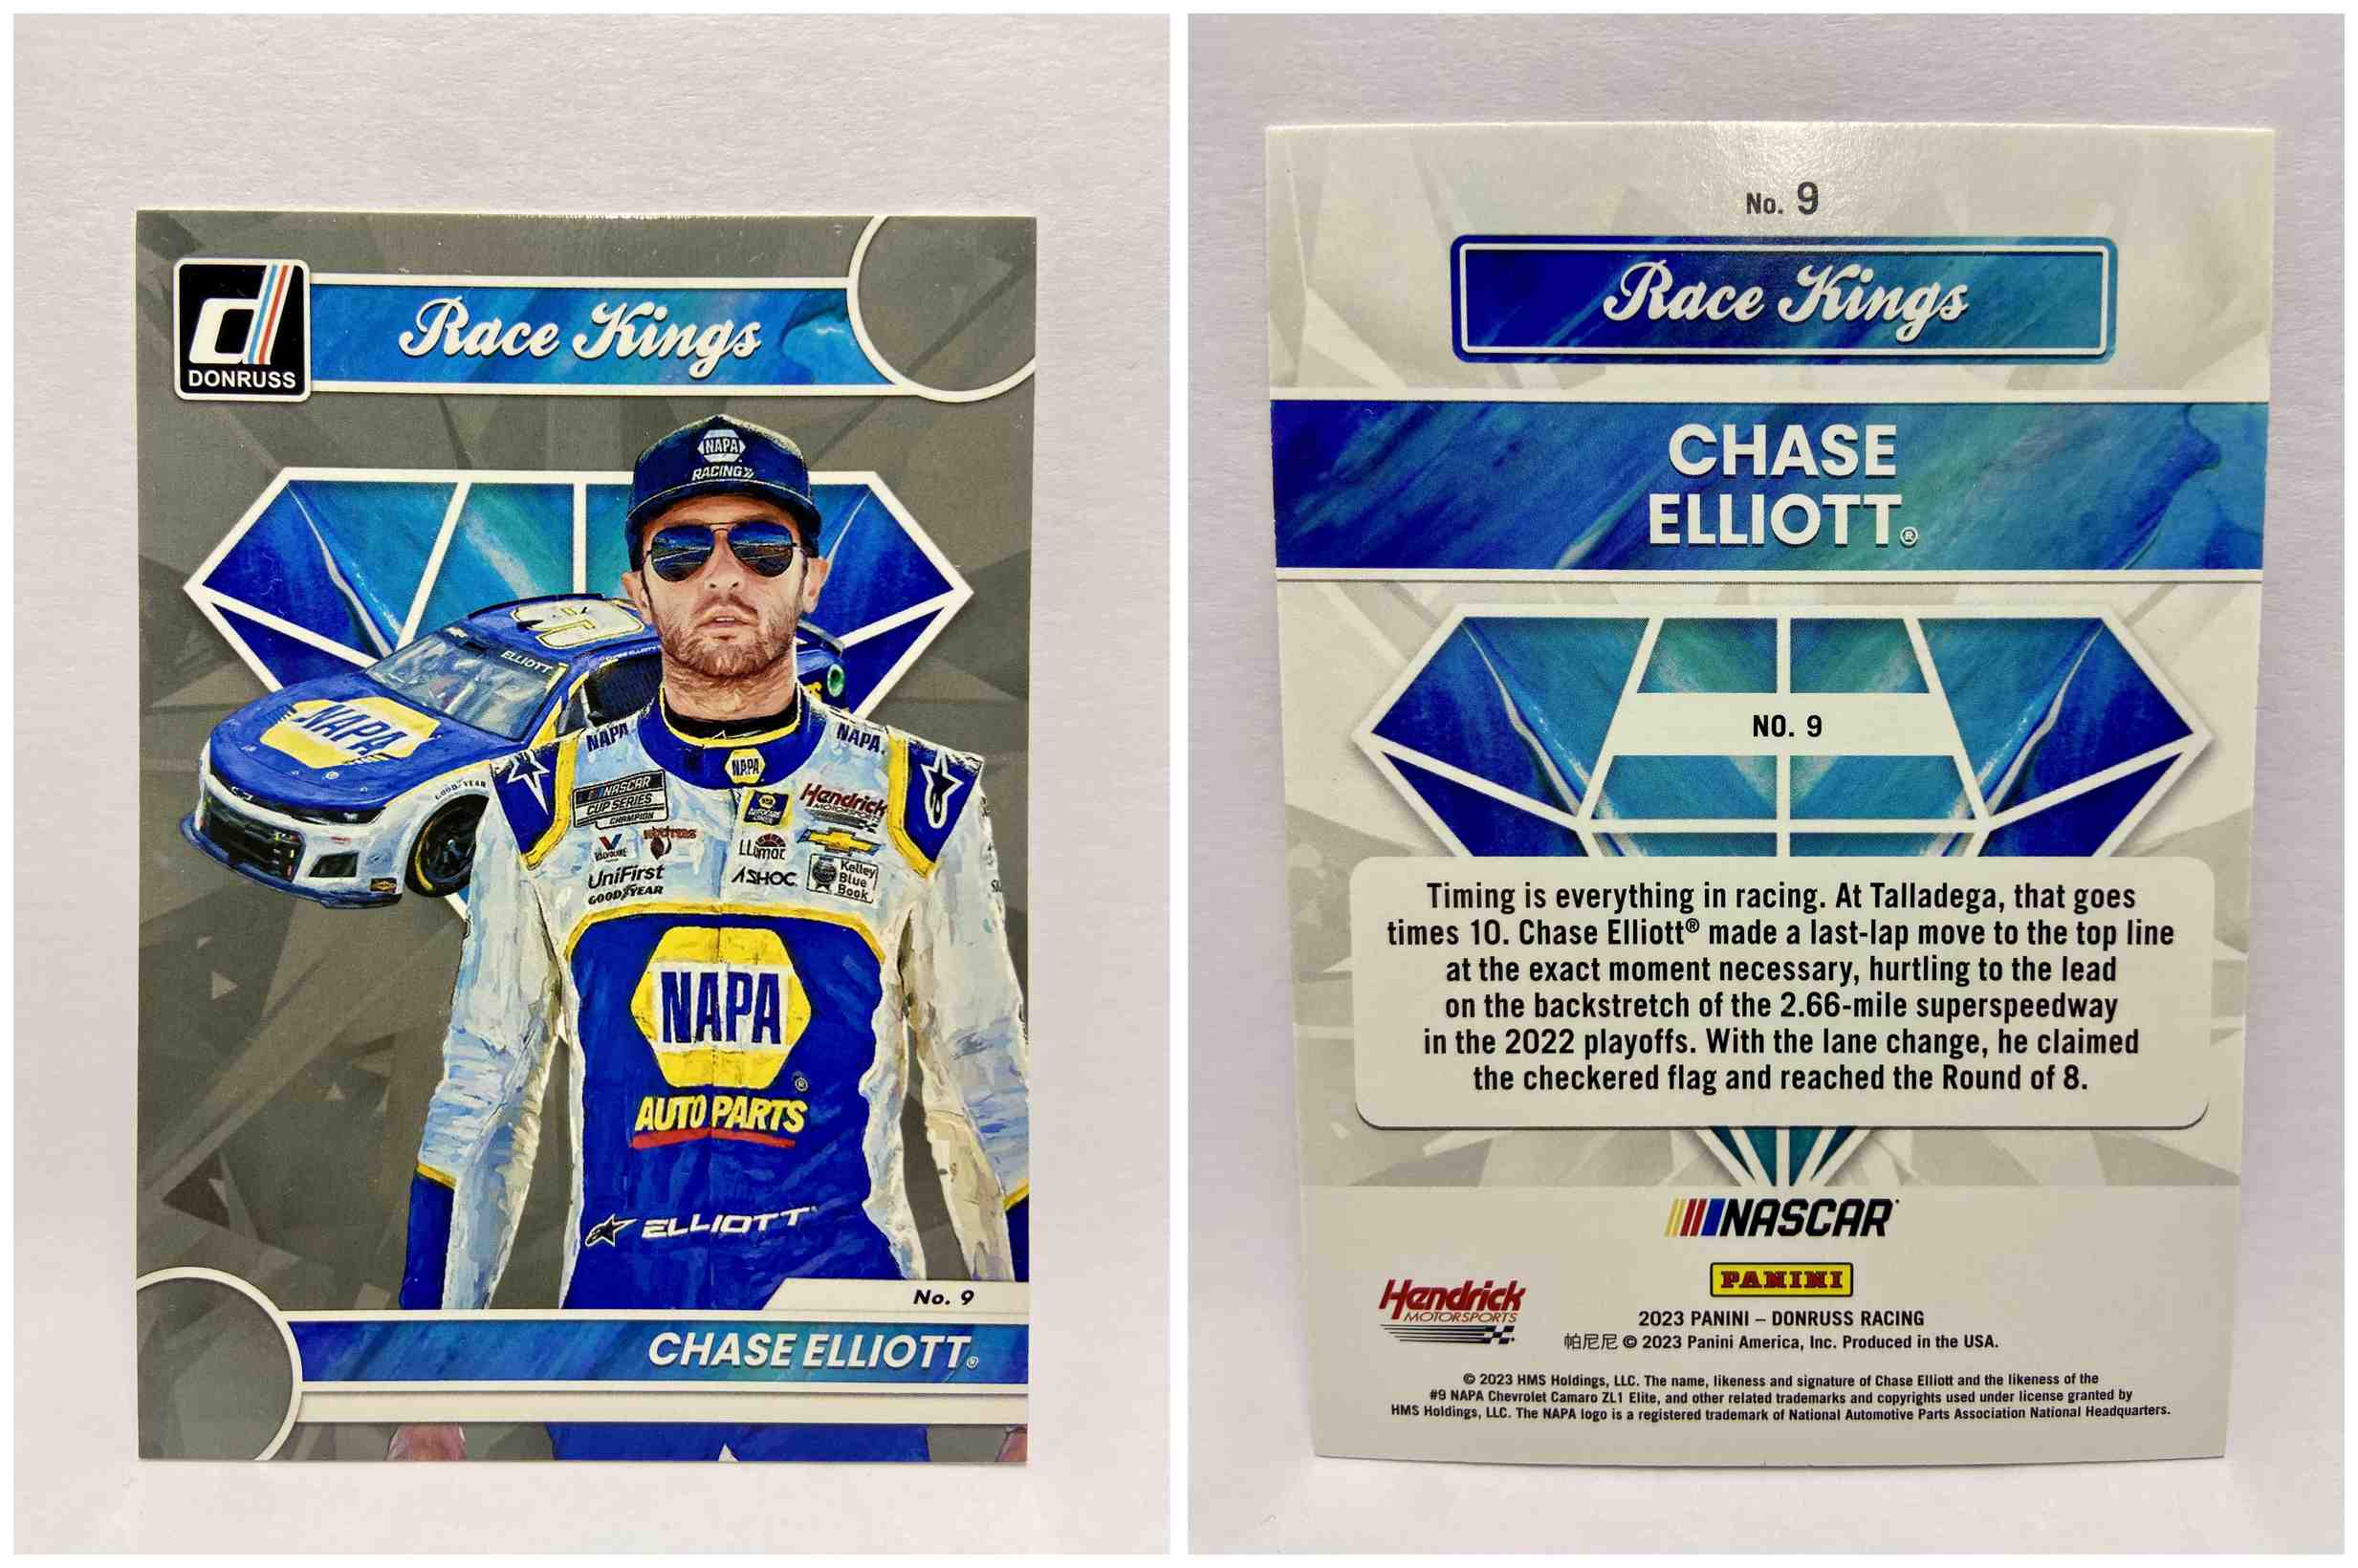 DONRUSS
Race Kings
NAPA
RACING
ELLIOTT
NAPA
GOODYEAR
NAPA
NAPA
NAPA
NASCAR
CUP SERIES
CHAMPION
Hendrick
MOTORSPORTS
VALVOLINE
LLumar
UniFirst
GOODYEAR
ASHOC
Kelley
Blue
Book
NAPA
®
AUTO PARTS
ELLIOTT
No. 9
CHASE ELLIOTT®
No. 9
Race Kings
CHASE
ELLIOTT®
NO. 9
Timing is everything in racing. At Talladega, that goes
times 10. Chase Elliott® made a last-lap move to the top line
at the exact moment necessary, hurtling to the lead
on the backstretch of the 2.66-mile superspeedway
in the 2022 playoffs. With the lane change, he claimed
the checkered flag and reached the Round of 8.
NASCAR
PANINI
Hendrick
MOTORSPORTS
2023 PANINI – DONRUSS RACING
帕尼尼 © 2023 Panini America, Inc. Produced in the USA.
© 2023 HMS Holdings, LLC. The name, likeness and signature of Chase Elliott and the likeness of the
#9 NAPA Chevrolet Camaro ZL1 Elite, and other related trademarks and copyrights used under license granted by
HMS Holdings, LLC. The NAPA logo is a registered trademark of National Automotive Parts Association National Headquarters.